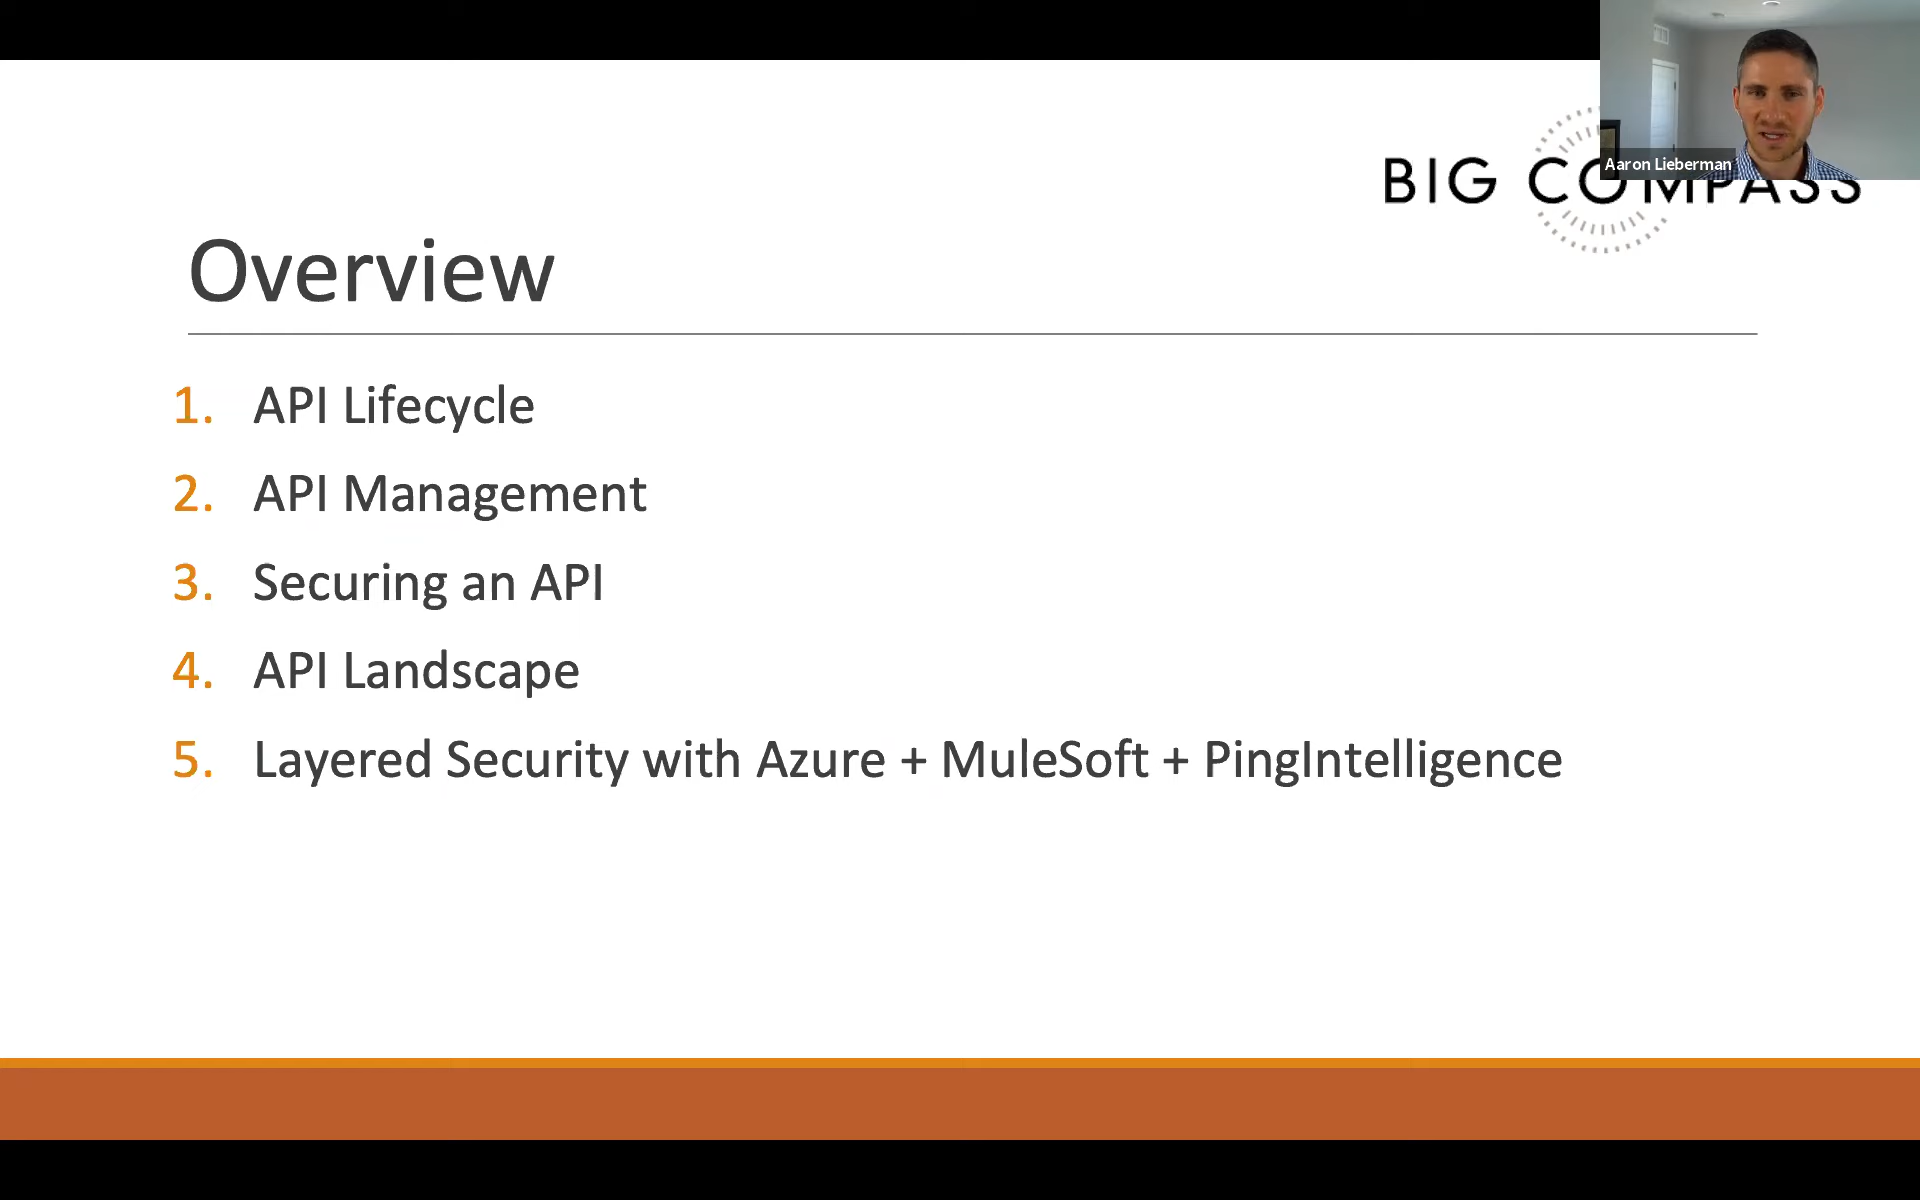 Aaron Lieberman
BIG COMPASS
Overview
1. API Lifecycle
2. API Management
3. Securing an API
4. API Landscape
5. Layered Security with Azure + MuleSoft + PingIntelligence